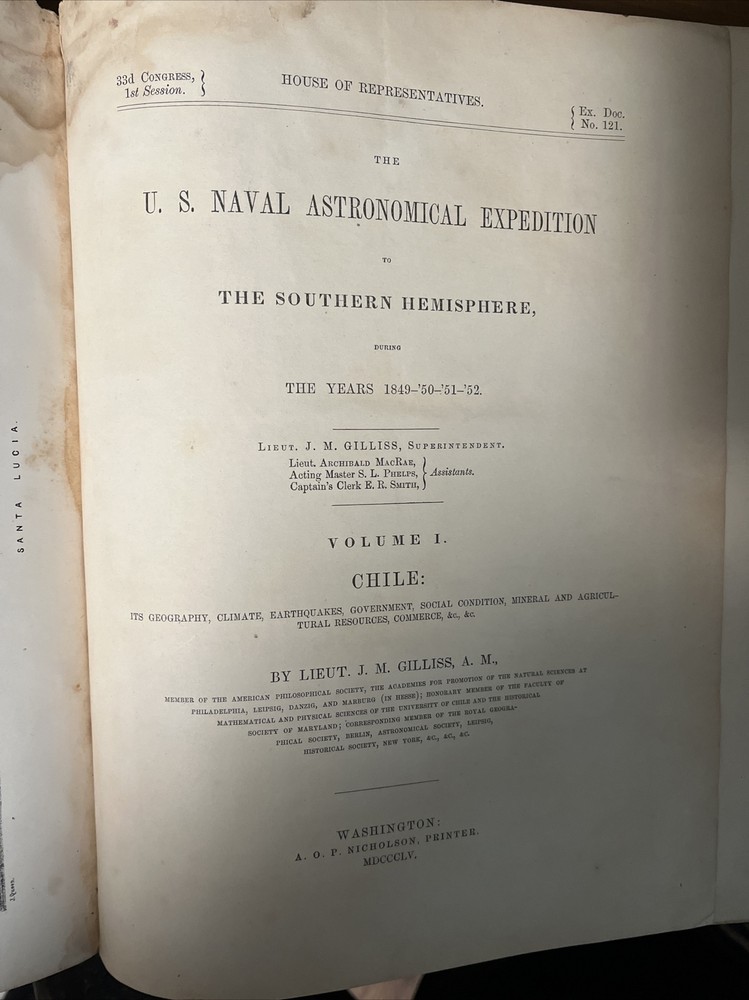 33d Congress,
1st Session.
HOUSE OF REPRESENTATIVES.
Ex. Doc.
No. 121.
THE
U. S. NAVAL ASTRONOMICAL EXPEDITION
TO
THE SOUTHERN HEMISPHERE,
DURING
THE YEARS 1849-'50-'51-'52.
Lieut. J. M. GILLISS, Superintendent.
Lieut. Archibald MacRae,
Acting Master S. L. Phelps,
Captain's Clerk E. R. Smith,
Assistants.
VOLUME I.
CHILE:
ITS GEOGRAPHY, CLIMATE, EARTHQUAKES, GOVERNMENT, SOCIAL CONDITION, MINERAL AND AGRICUL-
TURAL RESOURCES, COMMERCE, &c., &c.
BY LIEUT. J. M. GILLISS, A. M.,
MEMBER OF THE AMERICAN PHILOSOPHICAL SOCIETY, THE ACADEMIES FOR PROMOTION OF THE NATURAL SCIENCES AT
PHILADELPHIA, LEIPSIG, DANZIG, AND MARBURG (IN HESSE); HONORARY MEMBER OF THE FACULTY OF
MATHEMATICAL AND PHYSICAL SCIENCES OF THE UNIVERSITY OF CHILE AND THE HISTORICAL
SOCIETY OF MARYLAND; CORRESPONDING MEMBER OF THE ROYAL GEOGRA-
PHICAL SOCIETY, BERLIN, ASTRONOMICAL SOCIETY, LEIPSIG,
HISTORICAL SOCIETY, NEW YORK, &c., &c., &c.
WASHINGTON:
A. O. P. NICHOLSON, PRINTER.
MDCCCLV.
SANTA LUCIA.